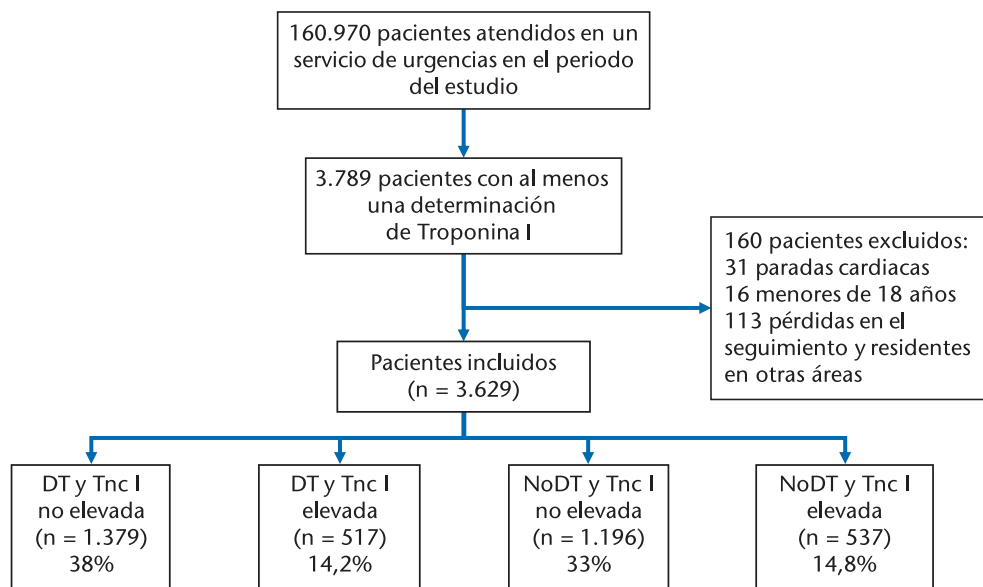 160.970 pacientes atendidos en un
servicio de urgencias en el periodo
del estudio
3.789 pacientes con al menos
una determinación
de Troponina I
160 pacientes excluidos:
31 paradas cardiacas
16 menores de 18 años
113 pérdidas en el
seguimiento y residentes
en otras áreas
Pacientes incluidos
(n = 3.629)
DT y Tnc I
no elevada
(n = 1.379)
38%
DT y Tnc I
elevada
(n = 517)
14,2%
NoDT y Tnc I
no elevada
(n = 1.196)
33%
NoDT y Tnc I
elevada
(n = 537)
14,8%